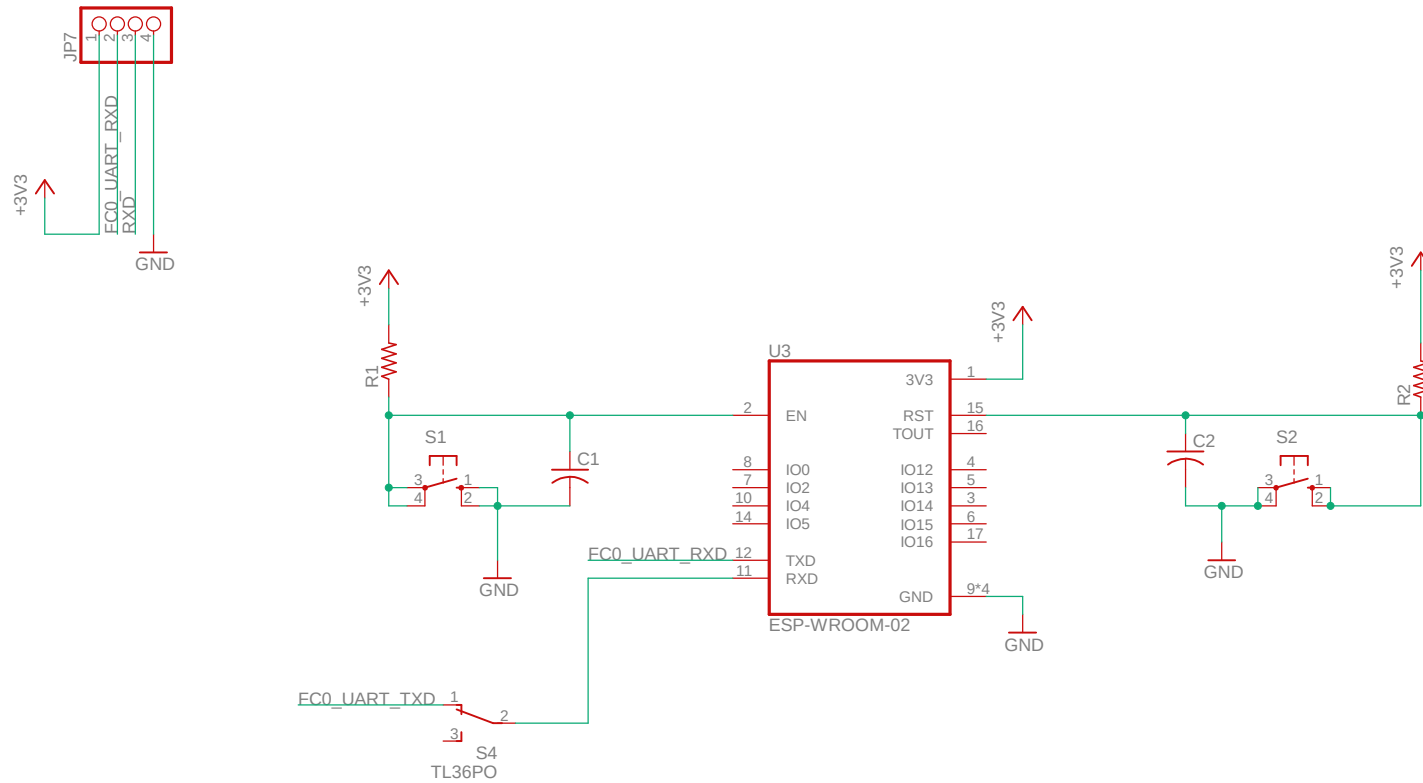 JP7
1
2
3
4
FC0_UART_RXD
RXD
+3V3
GND
+3V3
R1
S1
3
4
1
2
C1
GND
U3
2 EN
8 IO0
7 IO2
10 IO4
14 IO5
FC0_UART_RXD 12 TXD
11 RXD
3V3 1
RST 15
TOUT 16
IO12 4
IO13 5
IO14 3
IO15 6
IO16 17
GND 9*4
ESP-WROOM-02
+3V3
GND
C2
S2
3
4
1
2
GND
+3V3
R2
FC0_UART_TXD 1
2
3
S4
TL36PO